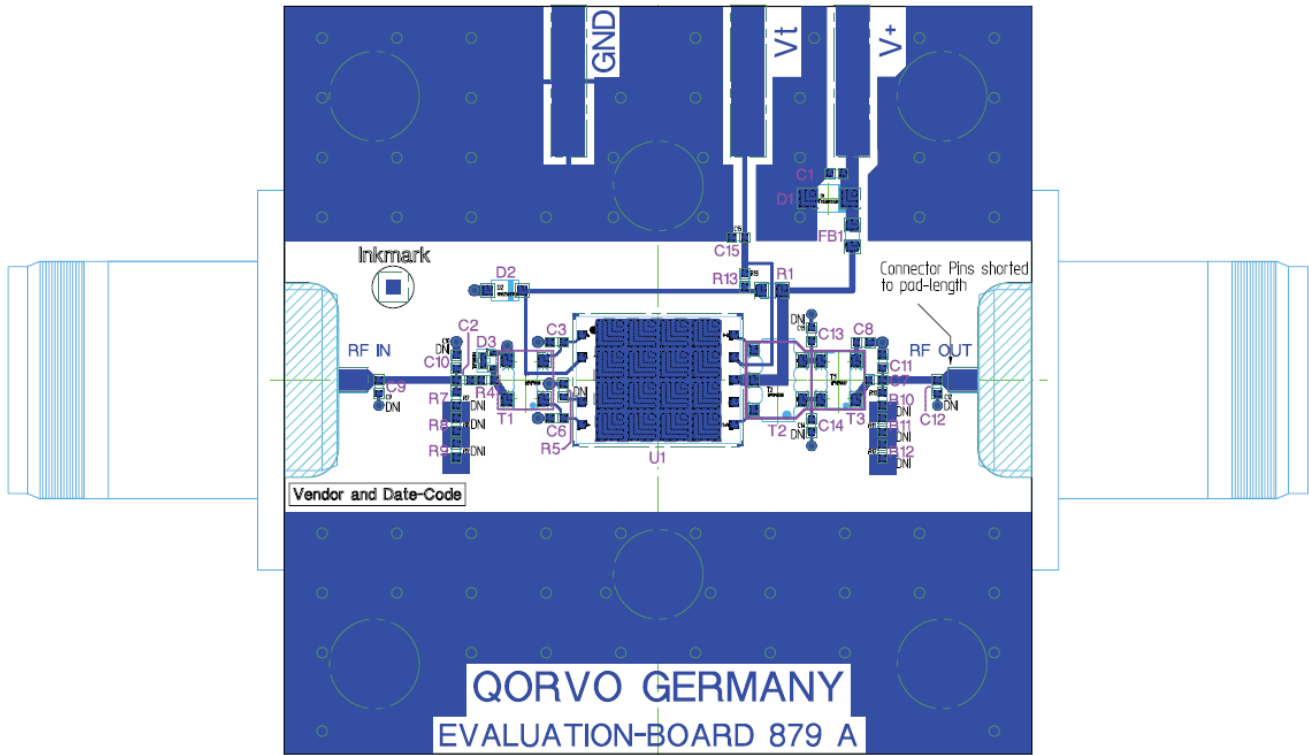 GND
Vt
V+
C1
D1
FB1
C15
Inkmark
D2
R13
R1
Connector Pins shorted
to pad-length
C2
D3
C3
DNI
C13
C8
RF IN
DNI
C10
C11
RF OUT
C9
R4
C7
DNI
R7
DNI
T1
DNI
R10
DNI
C12
DNI
R8
DNI
C6
T2
C14
T3
R11
DNI
R9
DNI
R5
U1
DNI
R12
DNI
Vendor and Date-Code
QORVO GERMANY
EVALUATION-BOARD 879 A